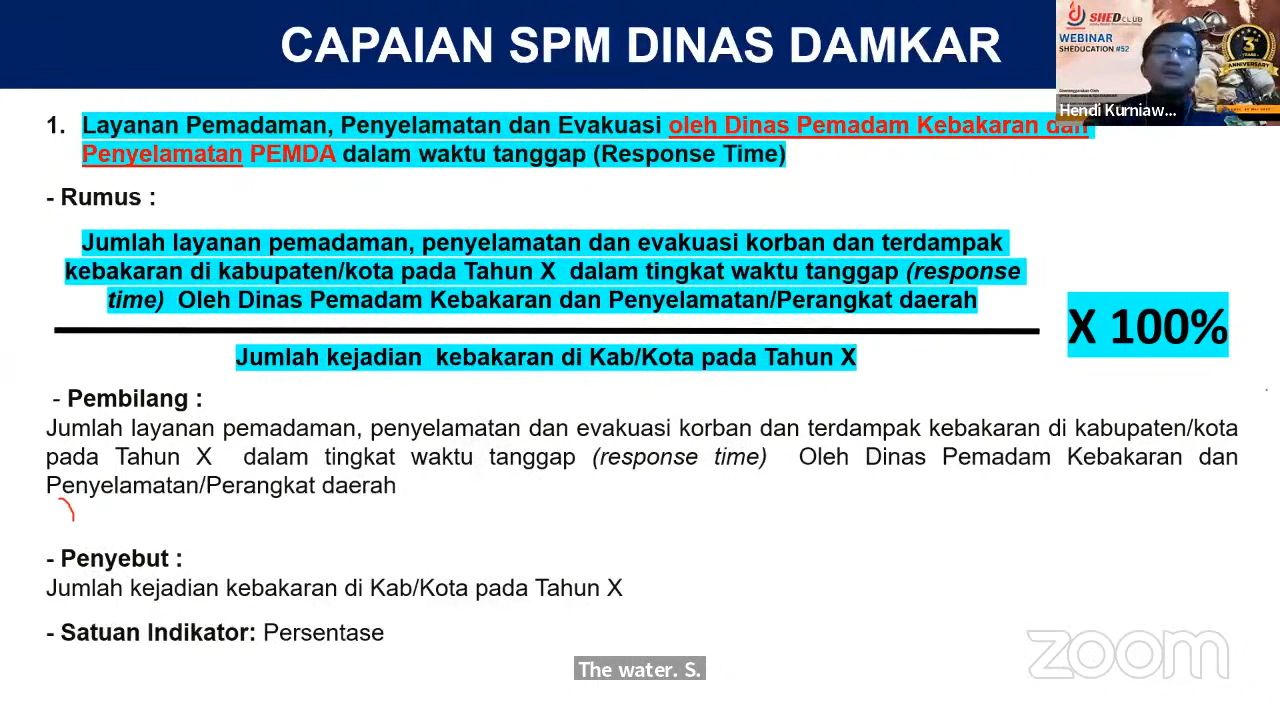 CAPAIAN SPM DINAS DAMKAR
SHEDCLUB
WEBINAR
SHEDUCATION #52
3
ANNIVERSARY
Hendi Kurniaw...
1. Layanan Pemadaman, Penyelamatan dan Evakuasi oleh Dinas Pemadam Kebakaran dan
Penyelamatan PEMDA dalam waktu tanggap (Response Time)
- Rumus :
Jumlah layanan pemadaman, penyelamatan dan evakuasi korban dan terdampak
kebakaran di kabupaten/kota pada Tahun X dalam tingkat waktu tanggap (response
time) Oleh Dinas Pemadam Kebakaran dan Penyelamatan/Perangkat daerah
X 100%
Jumlah kejadian kebakaran di Kab/Kota pada Tahun X
- Pembilang :
Jumlah layanan pemadaman, penyelamatan dan evakuasi korban dan terdampak kebakaran di kabupaten/kota
pada Tahun X dalam tingkat waktu tanggap (response time) Oleh Dinas Pemadam Kebakaran dan
Penyelamatan/Perangkat daerah
- Penyebut :
Jumlah kejadian kebakaran di Kab/Kota pada Tahun X
- Satuan Indikator: Persentase
zoom
The water. S.